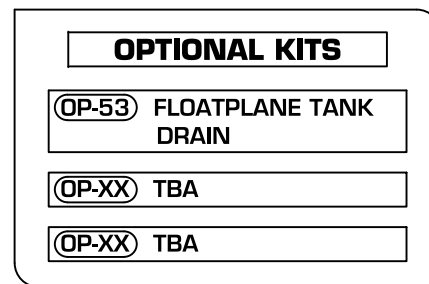 OPTIONAL KITS
OP-53 FLOATPLANE TANK
DRAIN
OP-XX TBA
OP-XX TBA